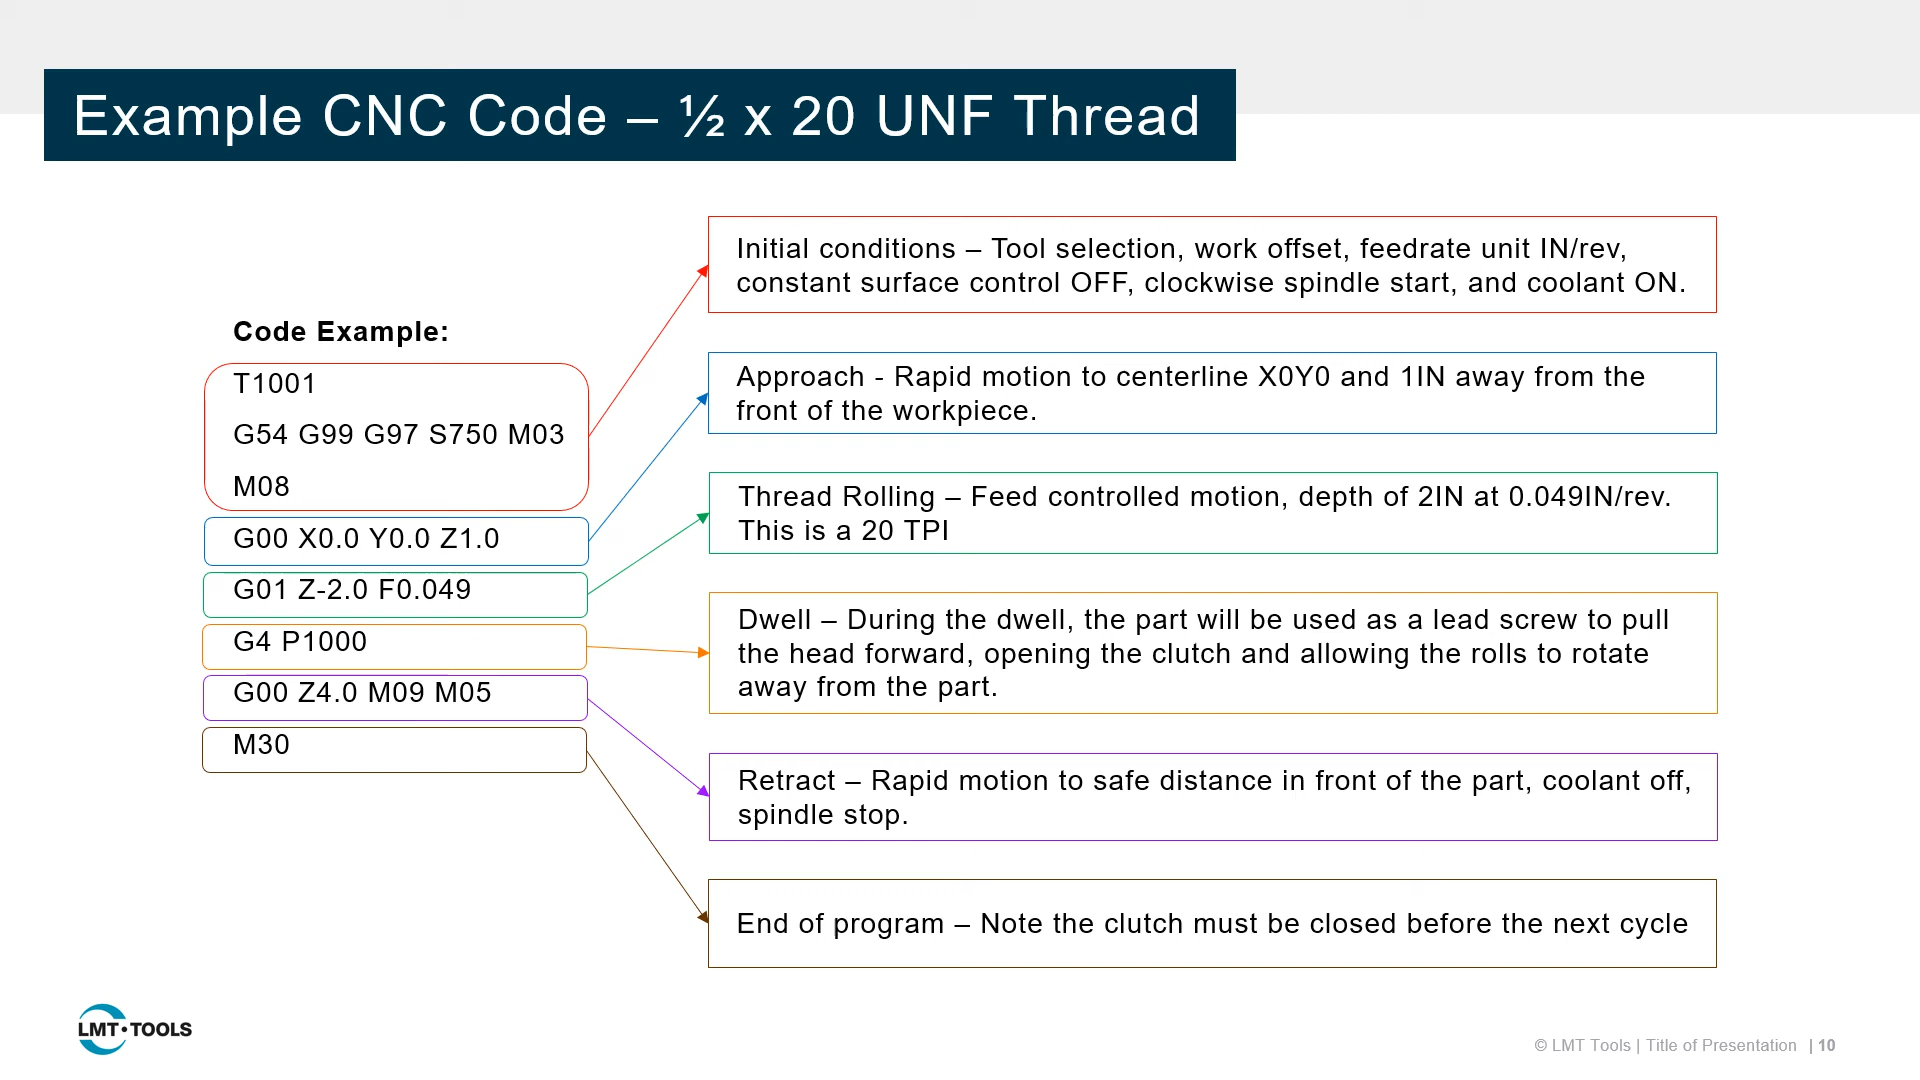 Example CNC Code – ½ x 20 UNF Thread
Code Example:
T1001
G54 G99 G97 S750 M03
M08
G00 X0.0 Y0.0 Z1.0
G01 Z-2.0 F0.049
G4 P1000
G00 Z4.0 M09 M05
M30
Initial conditions – Tool selection, work offset, feedrate unit IN/rev,
constant surface control OFF, clockwise spindle start, and coolant ON.
Approach - Rapid motion to centerline X0Y0 and 1IN away from the
front of the workpiece.
Thread Rolling – Feed controlled motion, depth of 2IN at 0.049IN/rev.
This is a 20 TPI
Dwell – During the dwell, the part will be used as a lead screw to pull
the head forward, opening the clutch and allowing the rolls to rotate
away from the part.
Retract – Rapid motion to safe distance in front of the part, coolant off,
spindle stop.
End of program – Note the clutch must be closed before the next cycle
LMT·TOOLS
© LMT Tools | Title of Presentation | 10